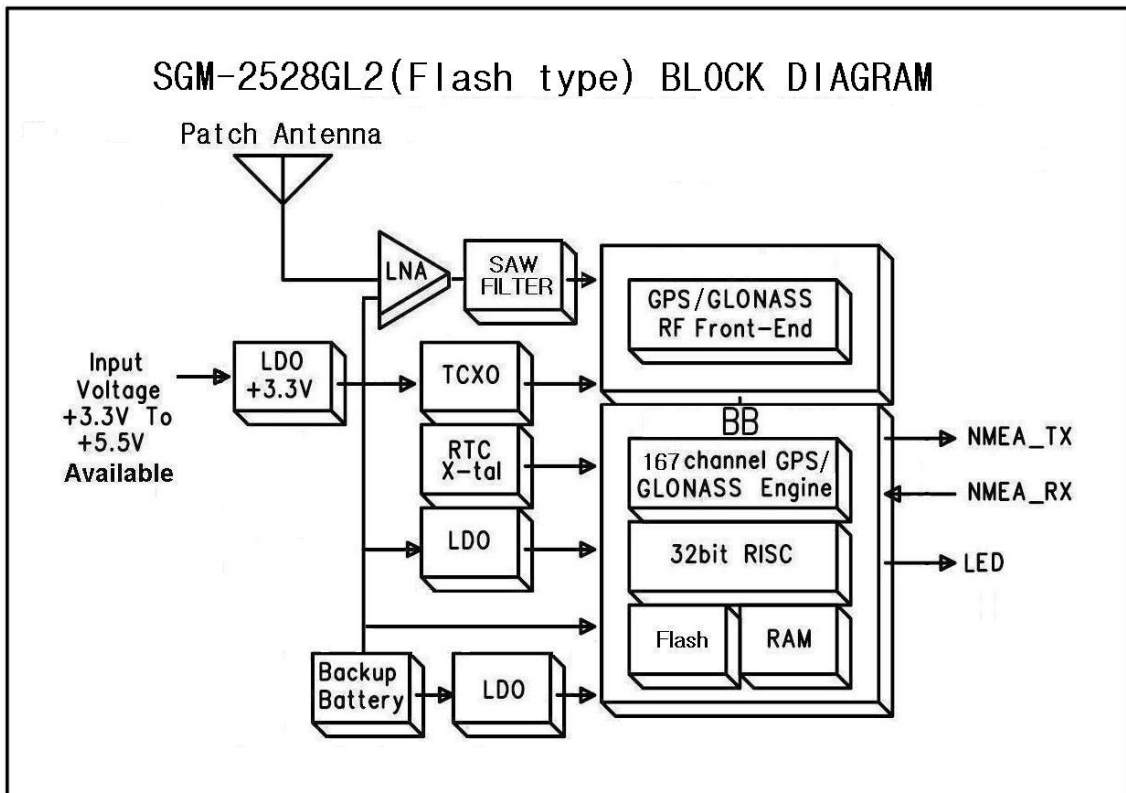 SGM-2528GL2(Flash type) BLOCK DIAGRAM
Patch Antenna
LNA
SAW
FILTER
GPS/GLONASS
RF Front-End
Input
Voltage
+3.3V To
+5.5V
Available
LDO
+3.3V
TCXO
RTC
X-tal
LDO
Backup
Battery
LDO
BB
167channel GPS/
GLONASS Engine
32bit RISC
Flash
RAM
NMEA_TX
NMEA_RX
LED